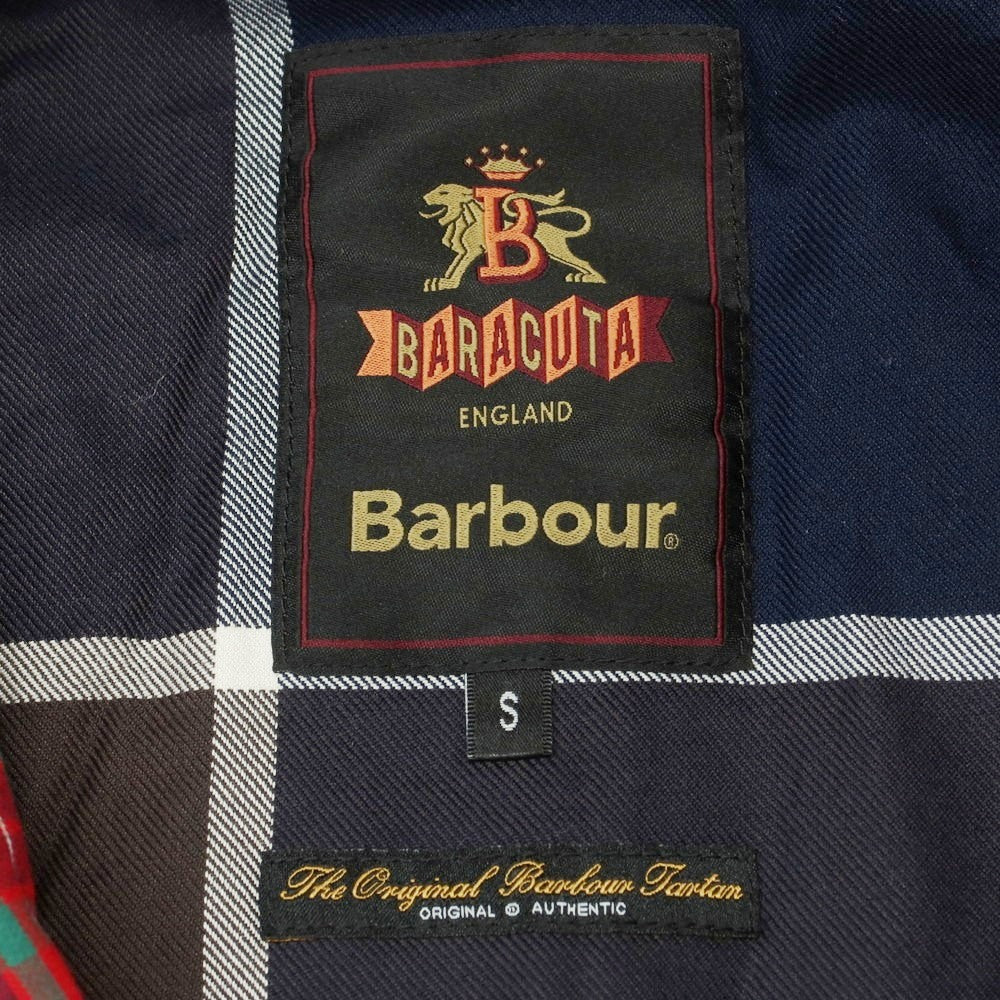 B
BARACUTA
ENGLAND
Barbour®
S
The Original Barbour Tartan
ORIGINAL ® AUTHENTIC